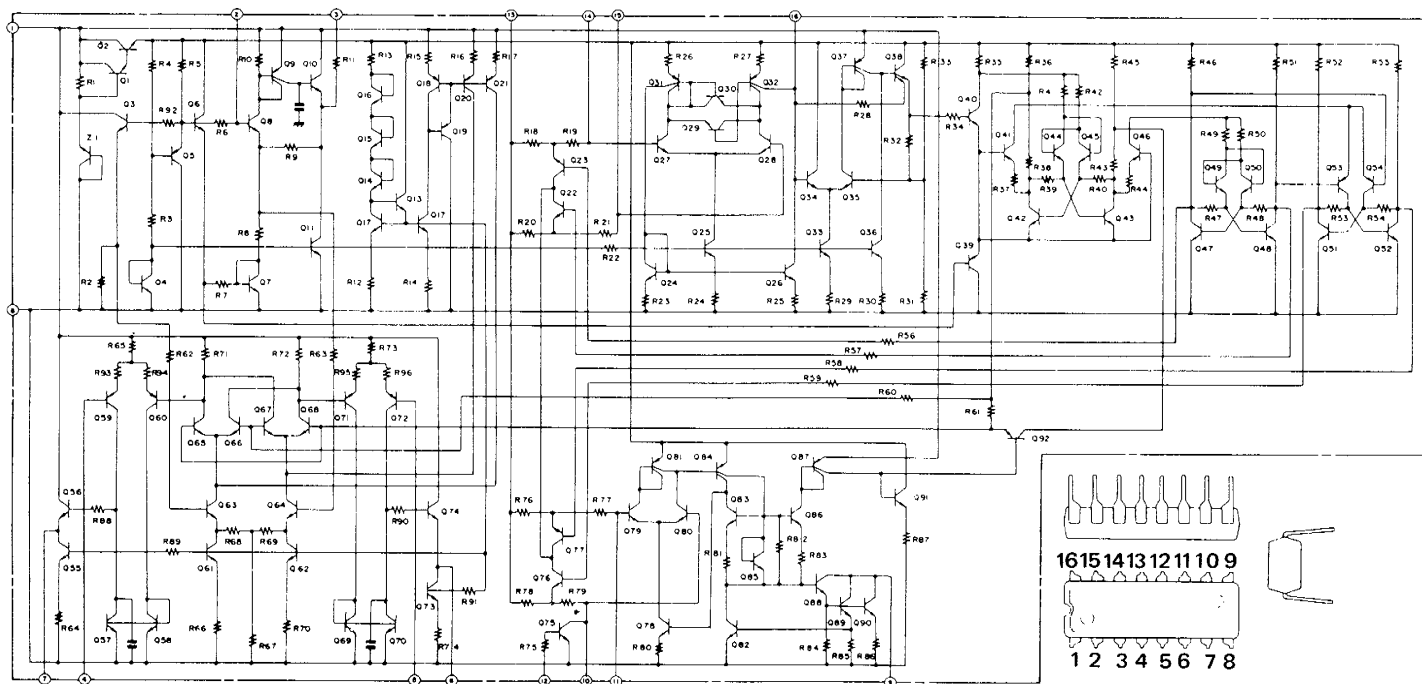 2 3 13 14 15 16
1
Q2 R4 R5 R10 Q9 Q10 R11 R13 R15 R16 R17 R26 R27 Q37 Q38 R33 R35 R36 R45 R46 R51 R52 R53
R1 Q1 Q18 Q20 Q21 Q31 Q30 Q32 R4 R42
Q3 R92 Q6 R6 Q8 Q16 Q19 R18 R19 Q29 R28 Q40 R34 Q41 Q44 Q45 Q46 R49 R50
Z1 Q5 R9 Q15 Q23 Q27 Q28 R32 R38 R43 Q49 Q50 Q53 Q54
Q14 Q13 Q22 Q34 Q35 R37 R39 R40 R44
R3 R8 Q11 Q17 Q17 R20 R21 Q42 Q43 R47 R48 R53 R54
R22 Q25 Q33 Q36 Q39 Q47 Q48 Q51 Q52
R2 Q4 R7 Q7 R12 R14 Q24 Q26
R23 R24 R25 R29 R30 R31
R65 R62 R71 R72 R63 R73 R56
R57
R58
R93 R94 R95 R96 R59
R60
Q59 Q60 Q67 Q68 Q71 Q72 R61
Q65 Q66 Q92
Q81 Q84 Q87
Q56 Q63 Q64 Q74 R76 R77 Q83 Q91
R88 R90 Q79 Q80 Q86
R68 R69 Q77 R81 R82 R83 R87
R89 Q61 Q62 Q76 Q85
Q55 Q73 R91 R78 R79 Q88
16 15 14 13 12 11 10 9
R64 Q57 Q58 R66 R67 R70 Q69 Q70 R74 Q75 R75 Q78 R80 Q82 Q89 Q90 R84 R85 R86
1 2 3 4 5 6 7 8
7 12 10 11